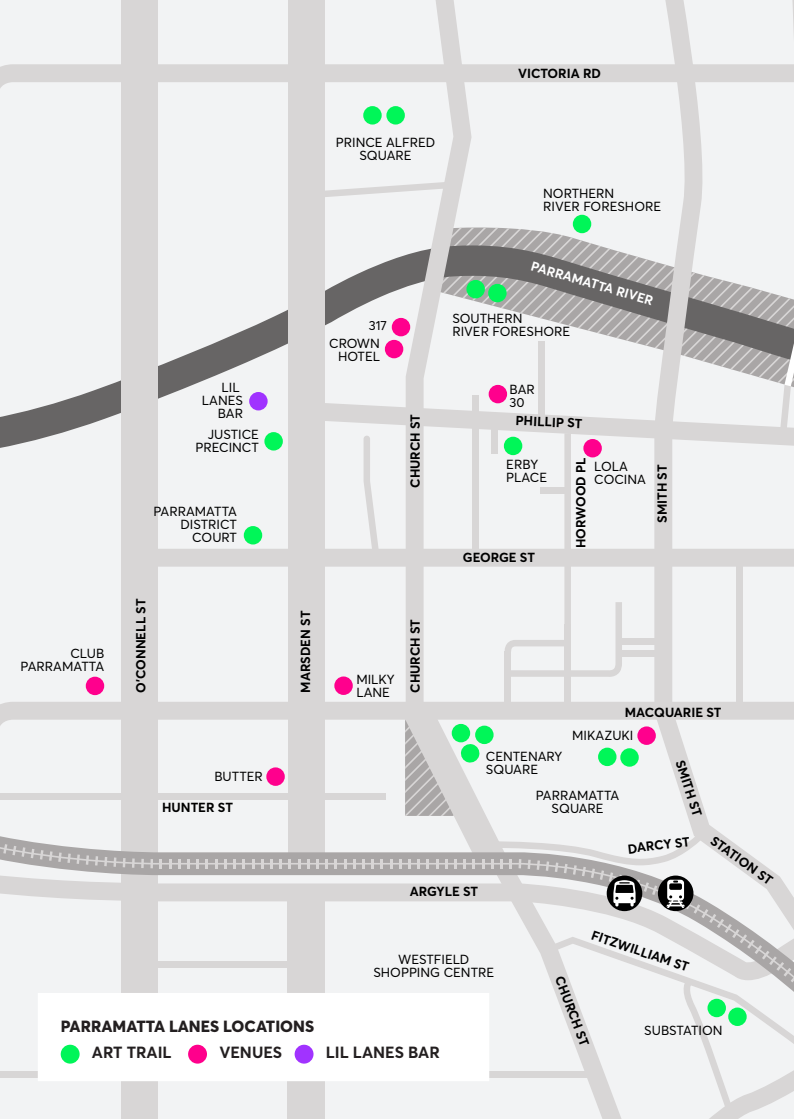 VICTORIA RD
PRINCE ALFRED
SQUARE
NORTHERN
RIVER FORESHORE
PARRAMATTA RIVER
SOUTHERN
RIVER FORESHORE
317
CROWN
HOTEL
LIL
LANES
BAR
BAR
30
JUSTICE
PRECINCT
PHILLIP ST
CHURCH ST
ERBY
PLACE
HORWOOD PL
LOLA
COCINA
SMITH ST
PARRAMATTA
DISTRICT
COURT
GEORGE ST
O'CONNELL ST
MARSDEN ST
CHURCH ST
CLUB
PARRAMATTA
MILKY
LANE
MACQUARIE ST
MIKAZUKI
CENTENARY
SQUARE
BUTTER
PARRAMATTA
SQUARE
SMITH ST
HUNTER ST
DARCY ST
STATION ST
ARGYLE ST
FITZWILLIAM ST
WESTFIELD
SHOPPING CENTRE
CHURCH ST
SUBSTATION
PARRAMATTA LANES LOCATIONS
ART TRAIL
VENUES
LIL LANES BAR